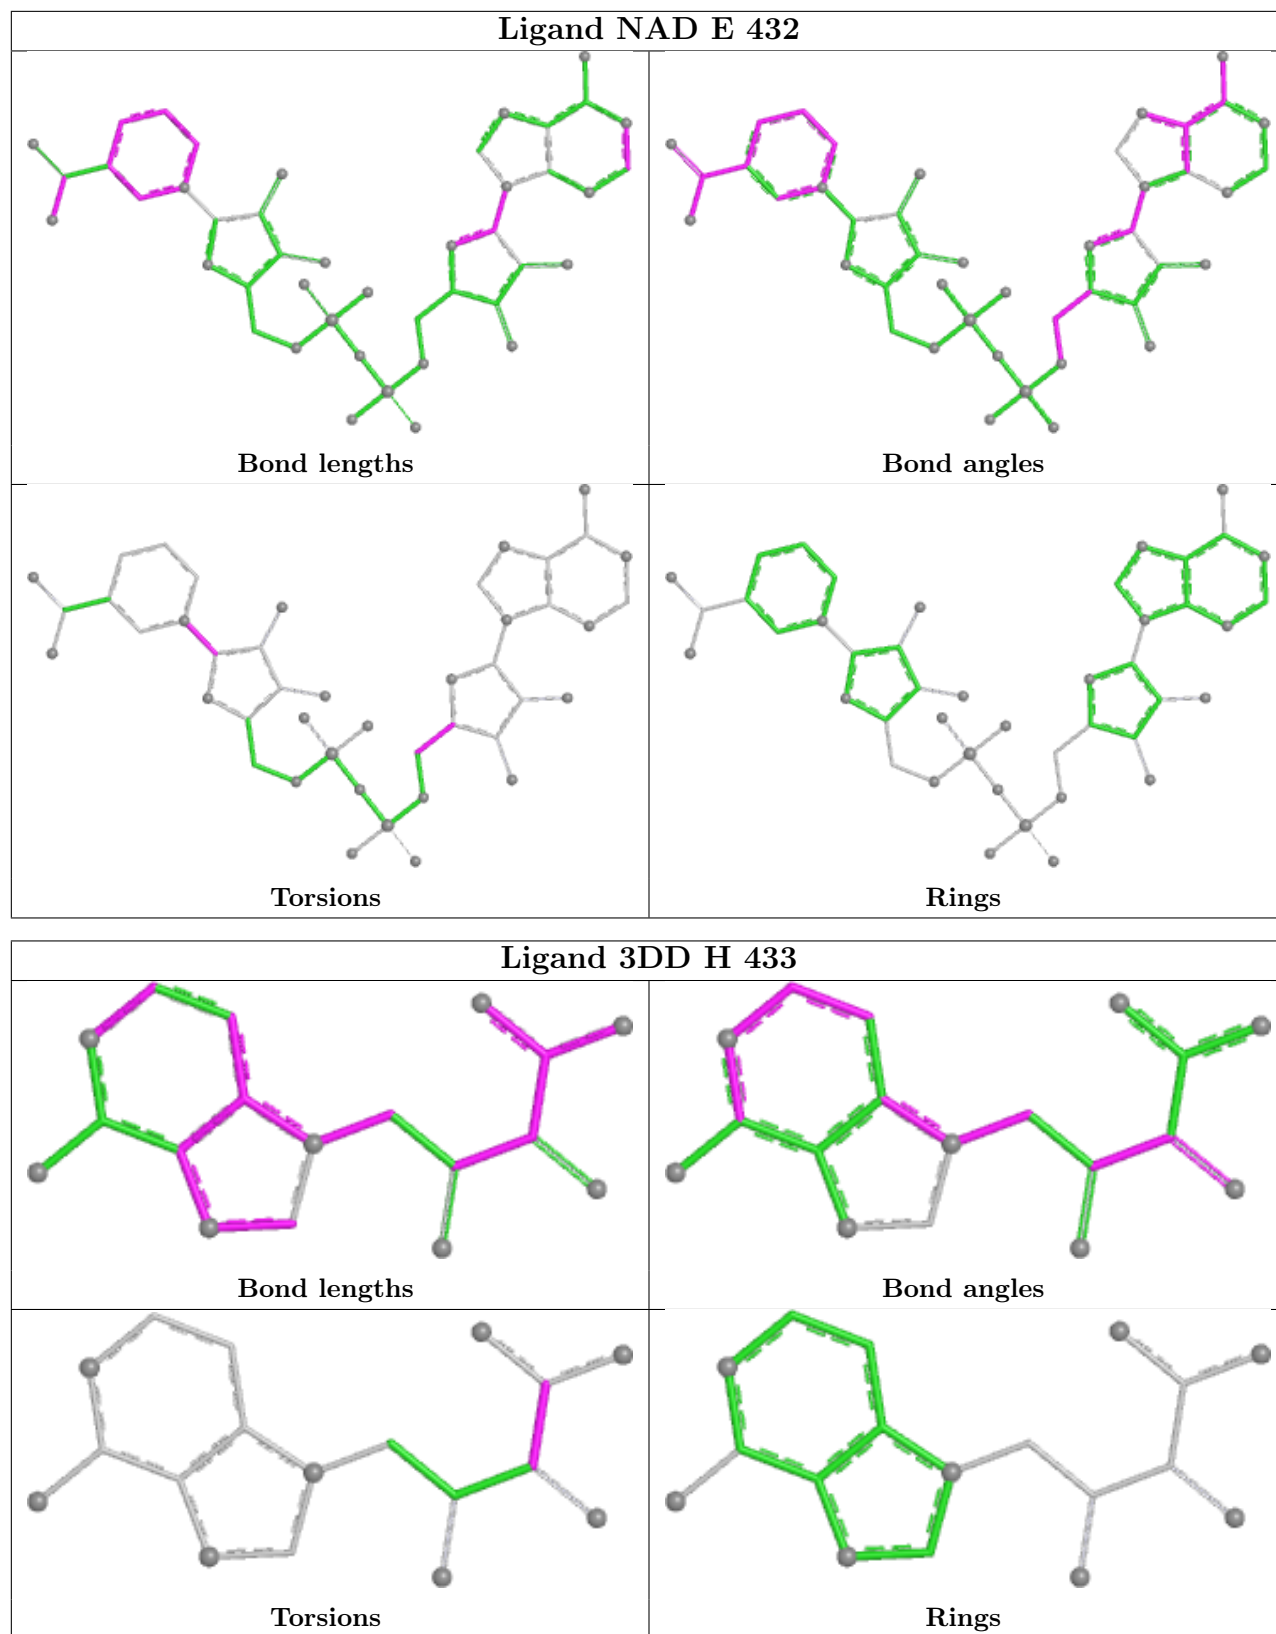 Ligand NAD E 432
Bond lengths
Bond angles
Torsions
Rings
Ligand 3DD H 433
Bond lengths
Bond angles
Torsions
Rings